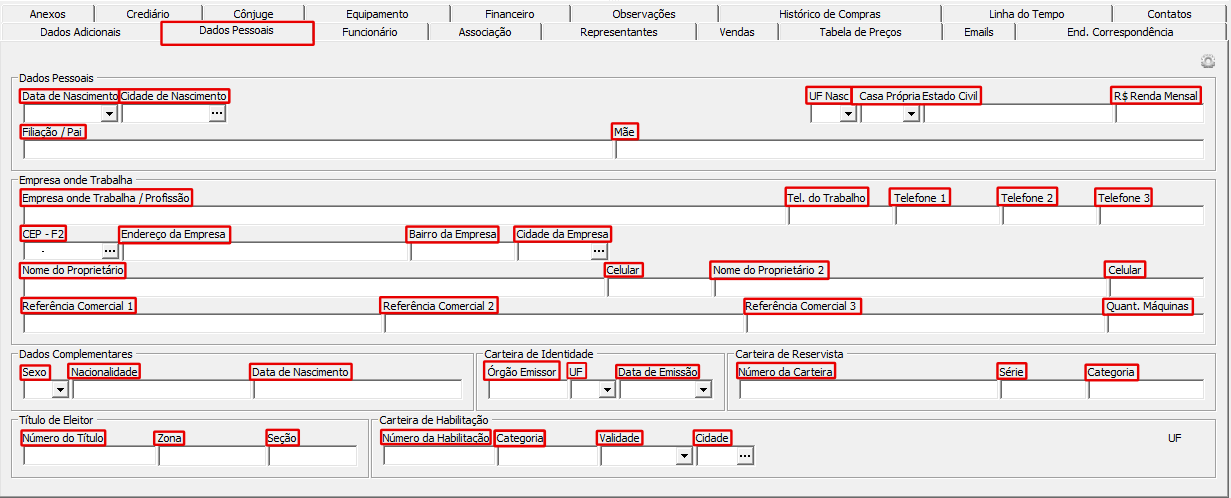 Anexos Crediário Cônjuge Equipamento Financeiro Observações Histórico de Compras Linha do Tempo Contatos
Dados Adicionais Dados Pessoais Funcionário Associação Representantes Vendas Tabela de Preços Emails End. Correspondência
Dados Pessoais
Data de Nascimento Cidade de Nascimento UF Nasc Casa Própria Estado Civil R$ Renda Mensal
...
Filiação / Pai Mãe
Empresa onde Trabalha
Empresa onde Trabalha / Profissão Tel. do Trabalho Telefone 1 Telefone 2 Telefone 3
CEP - F2 Endereço da Empresa Bairro da Empresa Cidade da Empresa
- ... ...
Nome do Proprietário Celular Nome do Proprietário 2 Celular
Referência Comercial 1 Referência Comercial 2 Referência Comercial 3 Quant. Máquinas
Dados Complementares Carteira de Identidade Carteira de Reservista
Sexo Nacionalidade Data de Nascimento Órgão Emissor UF Data de Emissão Número da Carteira Série Categoria
Título de Eleitor Carteira de Habilitação
Número do Título Zona Seção Número da Habilitação Categoria Validade Cidade UF
...